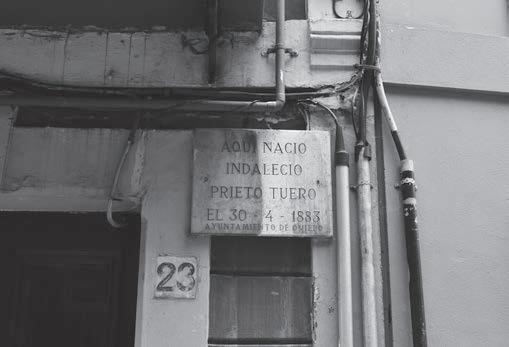 AQUI NACIO
INDALECIO
PRIETO TUERO
EL 30 - 4 - 1883
AYUNTAMIENTO DE OVIEDO
23